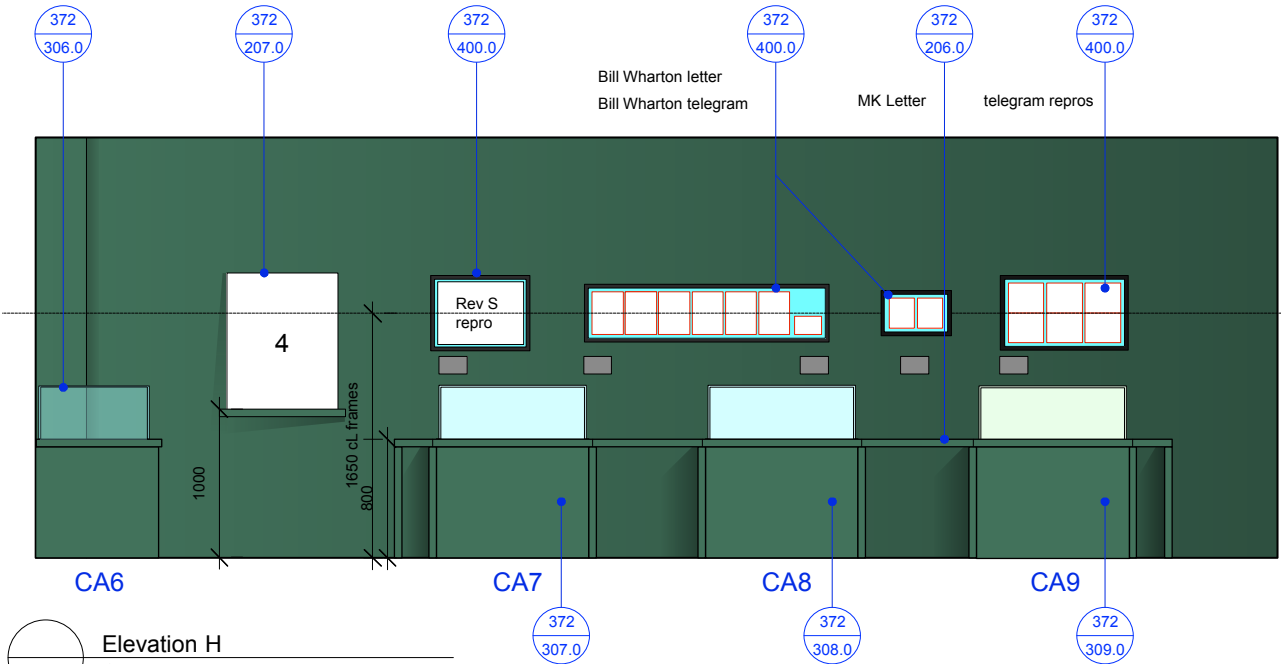 372
306.0
372
207.0
372
400.0
372
400.0
372
206.0
372
400.0
Bill Wharton letter
Bill Wharton telegram
MK Letter
telegram repros
4
Rev S
repro
1000
1650 cL frames
800
CA6
CA7
CA8
CA9
372
307.0
372
308.0
372
309.0
Elevation H